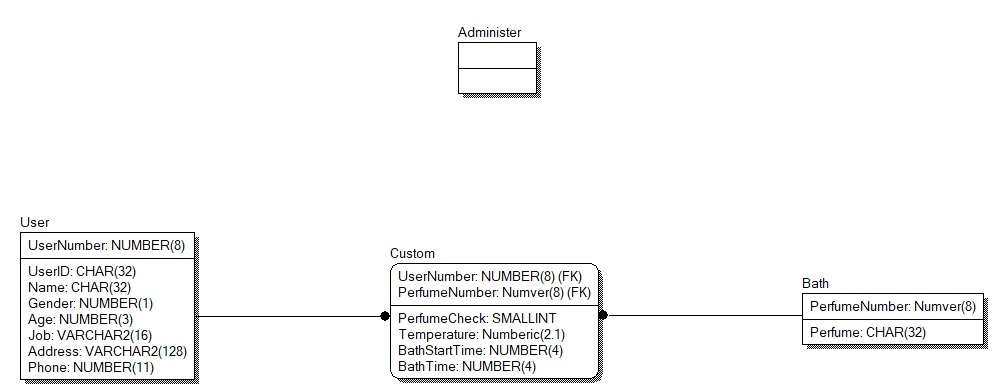 Administer
User
UserNumber: NUMBER(8)
UserID: CHAR(32)
Name: CHAR(32)
Gender: NUMBER(1)
Age: NUMBER(3)
Job: VARCHAR2(16)
Address: VARCHAR2(128)
Phone: NUMBER(11)
Custom
UserNumber: NUMBER(8) (FK)
PerfumeNumber: Numver(8) (FK)
PerfumeCheck: SMALLINT
Temperature: Numberic(2.1)
BathStartTime: NUMBER(4)
BathTime: NUMBER(4)
Bath
PerfumeNumber: Numver(8)
Perfume: CHAR(32)